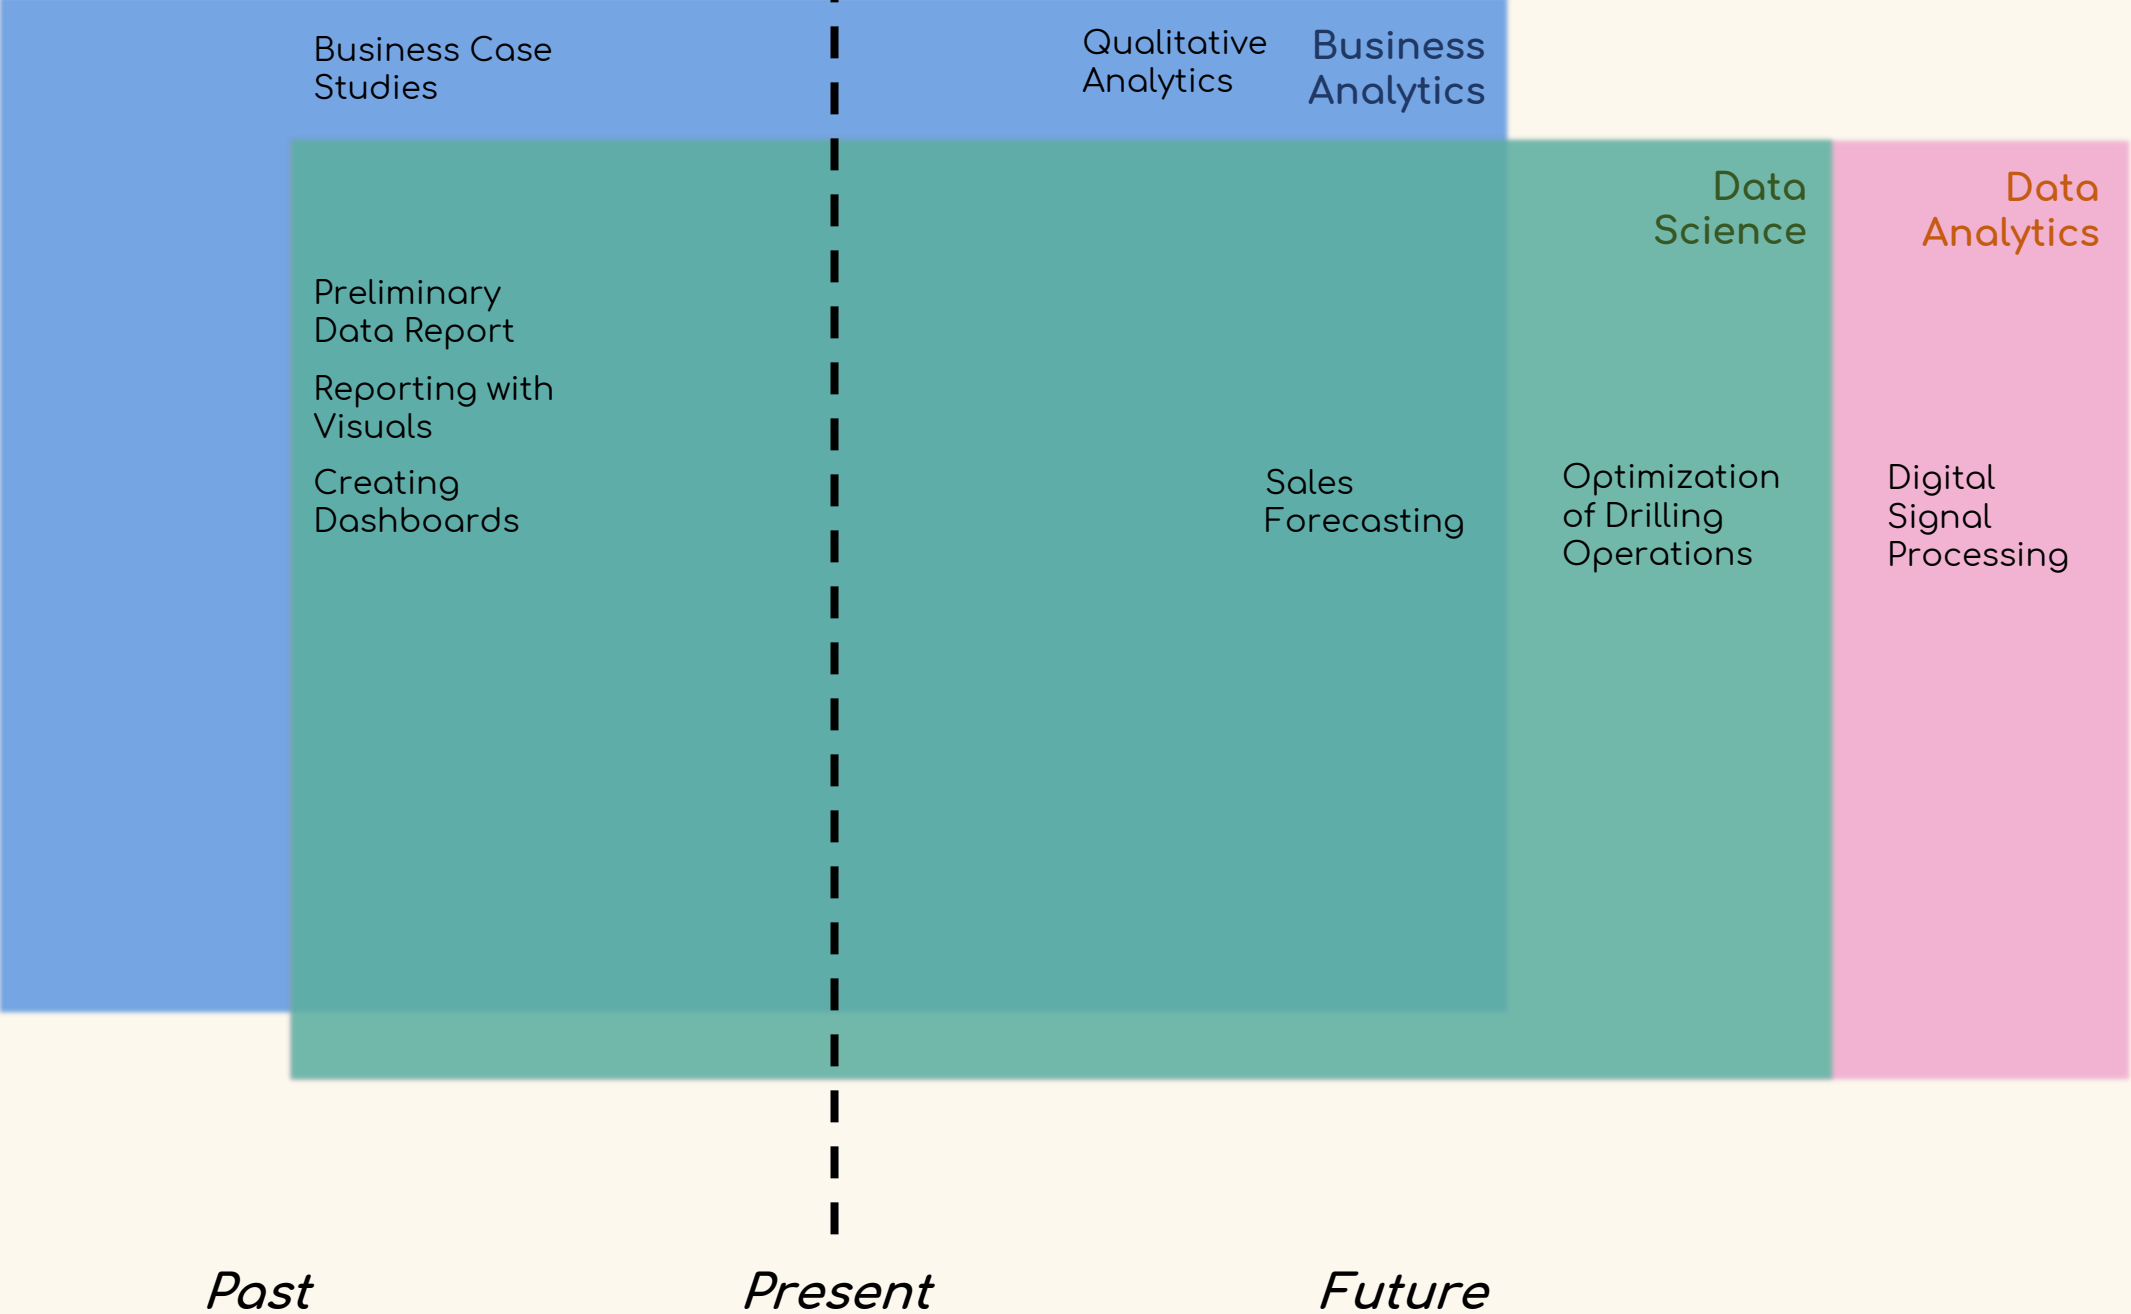 Business Case
Studies
Qualitative
Analytics
Business
Analytics
Data
Science
Data
Analytics
Preliminary
Data Report
Reporting with
Visuals
Creating
Dashboards
Sales
Forecasting
Optimization
of Drilling
Operations
Digital
Signal
Processing
Past
Present
Future